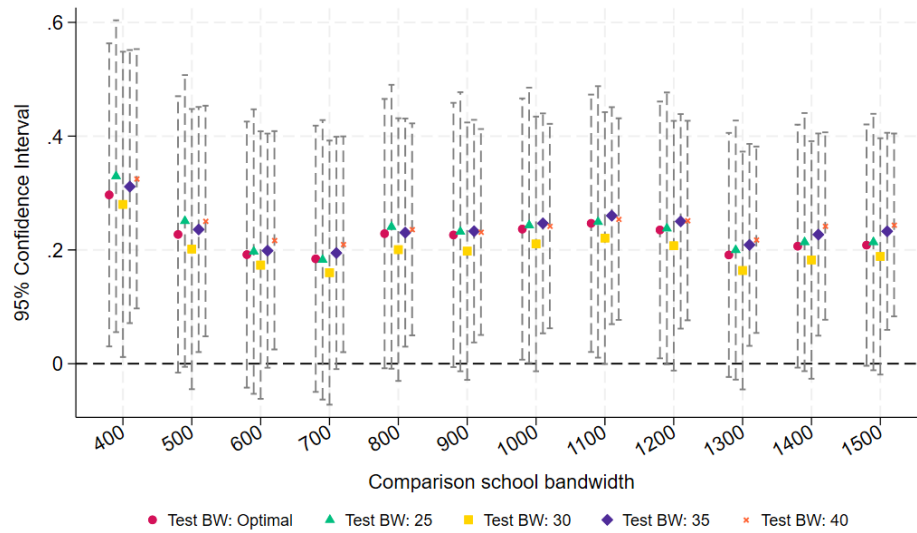 .6
.4
.2
0
95% Confidence Interval
400 500 600 700 800 900 1000 1100 1200 1300 1400 1500
Comparison school bandwidth
Test BW: Optimal Test BW: 25 Test BW: 30 Test BW: 35 Test BW: 40